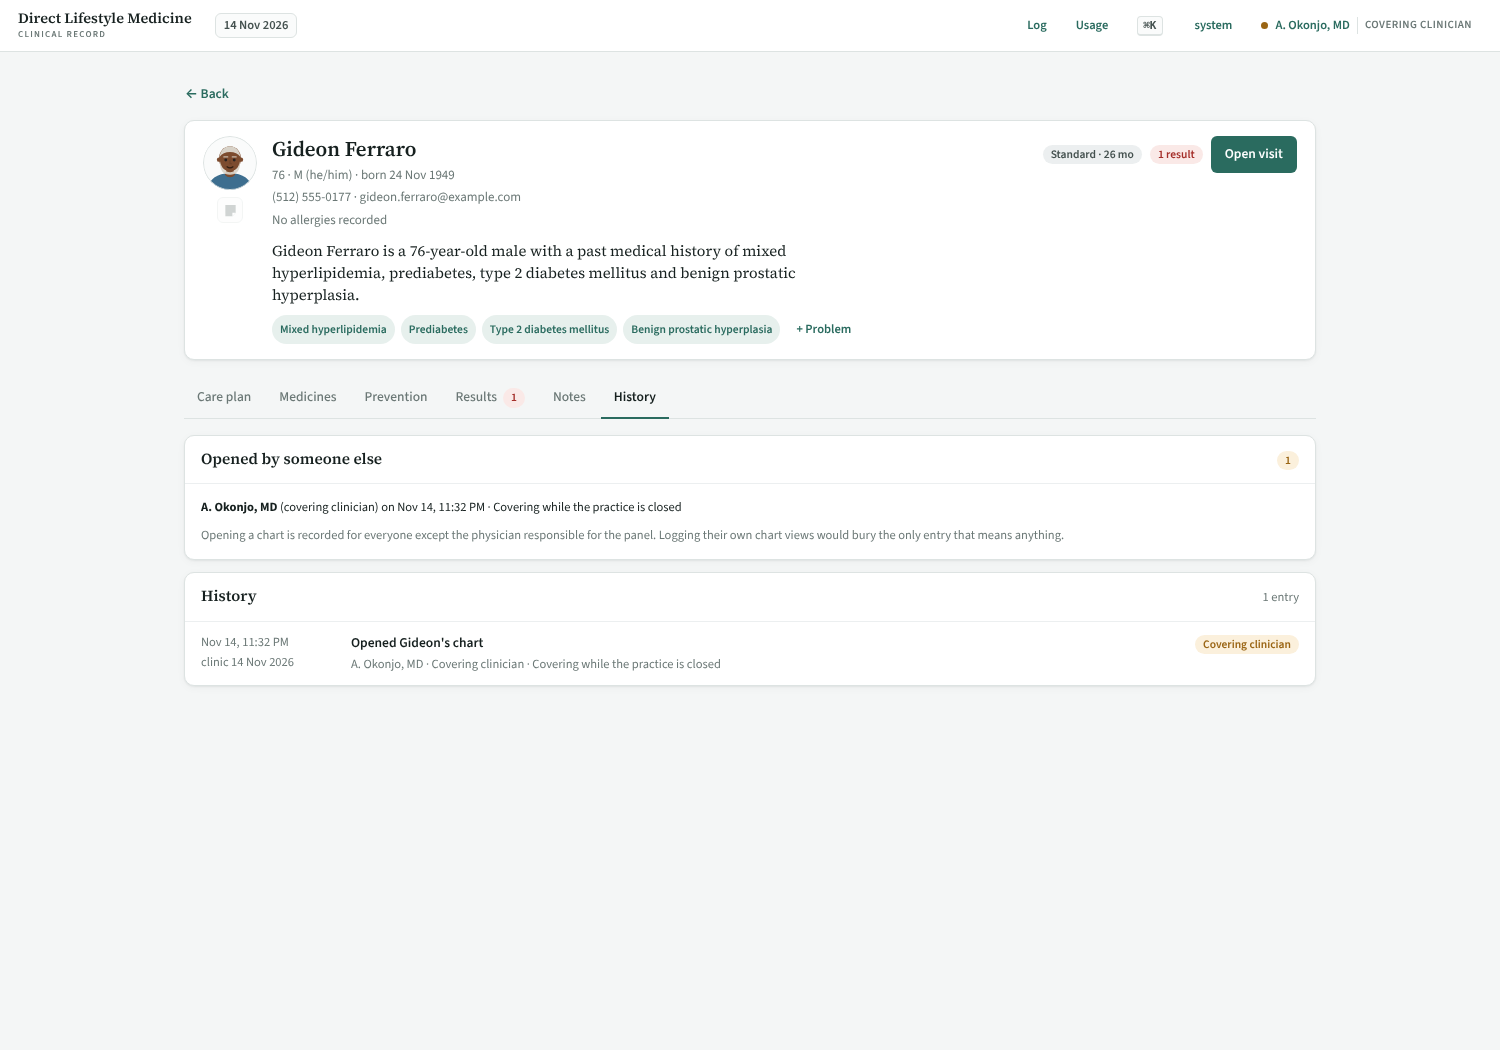 Direct Lifestyle Medicine
CLINICAL RECORD
14 Nov 2026
Log
Usage
⌘K
system
A. Okonjo, MD
COVERING CLINICIAN
← Back
Gideon Ferraro
76 · M (he/him) · born 24 Nov 1949
(512) 555-0177 · gideon.ferraro@example.com
No allergies recorded
Standard · 26 mo
1 result
Open visit
Gideon Ferraro is a 76-year-old male with a past medical history of mixed
hyperlipidemia, prediabetes, type 2 diabetes mellitus and benign prostatic
hyperplasia.
Mixed hyperlipidemia
Prediabetes
Type 2 diabetes mellitus
Benign prostatic hyperplasia
+ Problem
Care plan
Medicines
Prevention
Results 1
Notes
History
Opened by someone else
1
A. Okonjo, MD (covering clinician) on Nov 14, 11:32 PM · Covering while the practice is closed
Opening a chart is recorded for everyone except the physician responsible for the panel. Logging their own chart views would bury the only entry that means anything.
History
1 entry
Nov 14, 11:32 PM
clinic 14 Nov 2026
Opened Gideon's chart
A. Okonjo, MD · Covering clinician · Covering while the practice is closed
Covering clinician